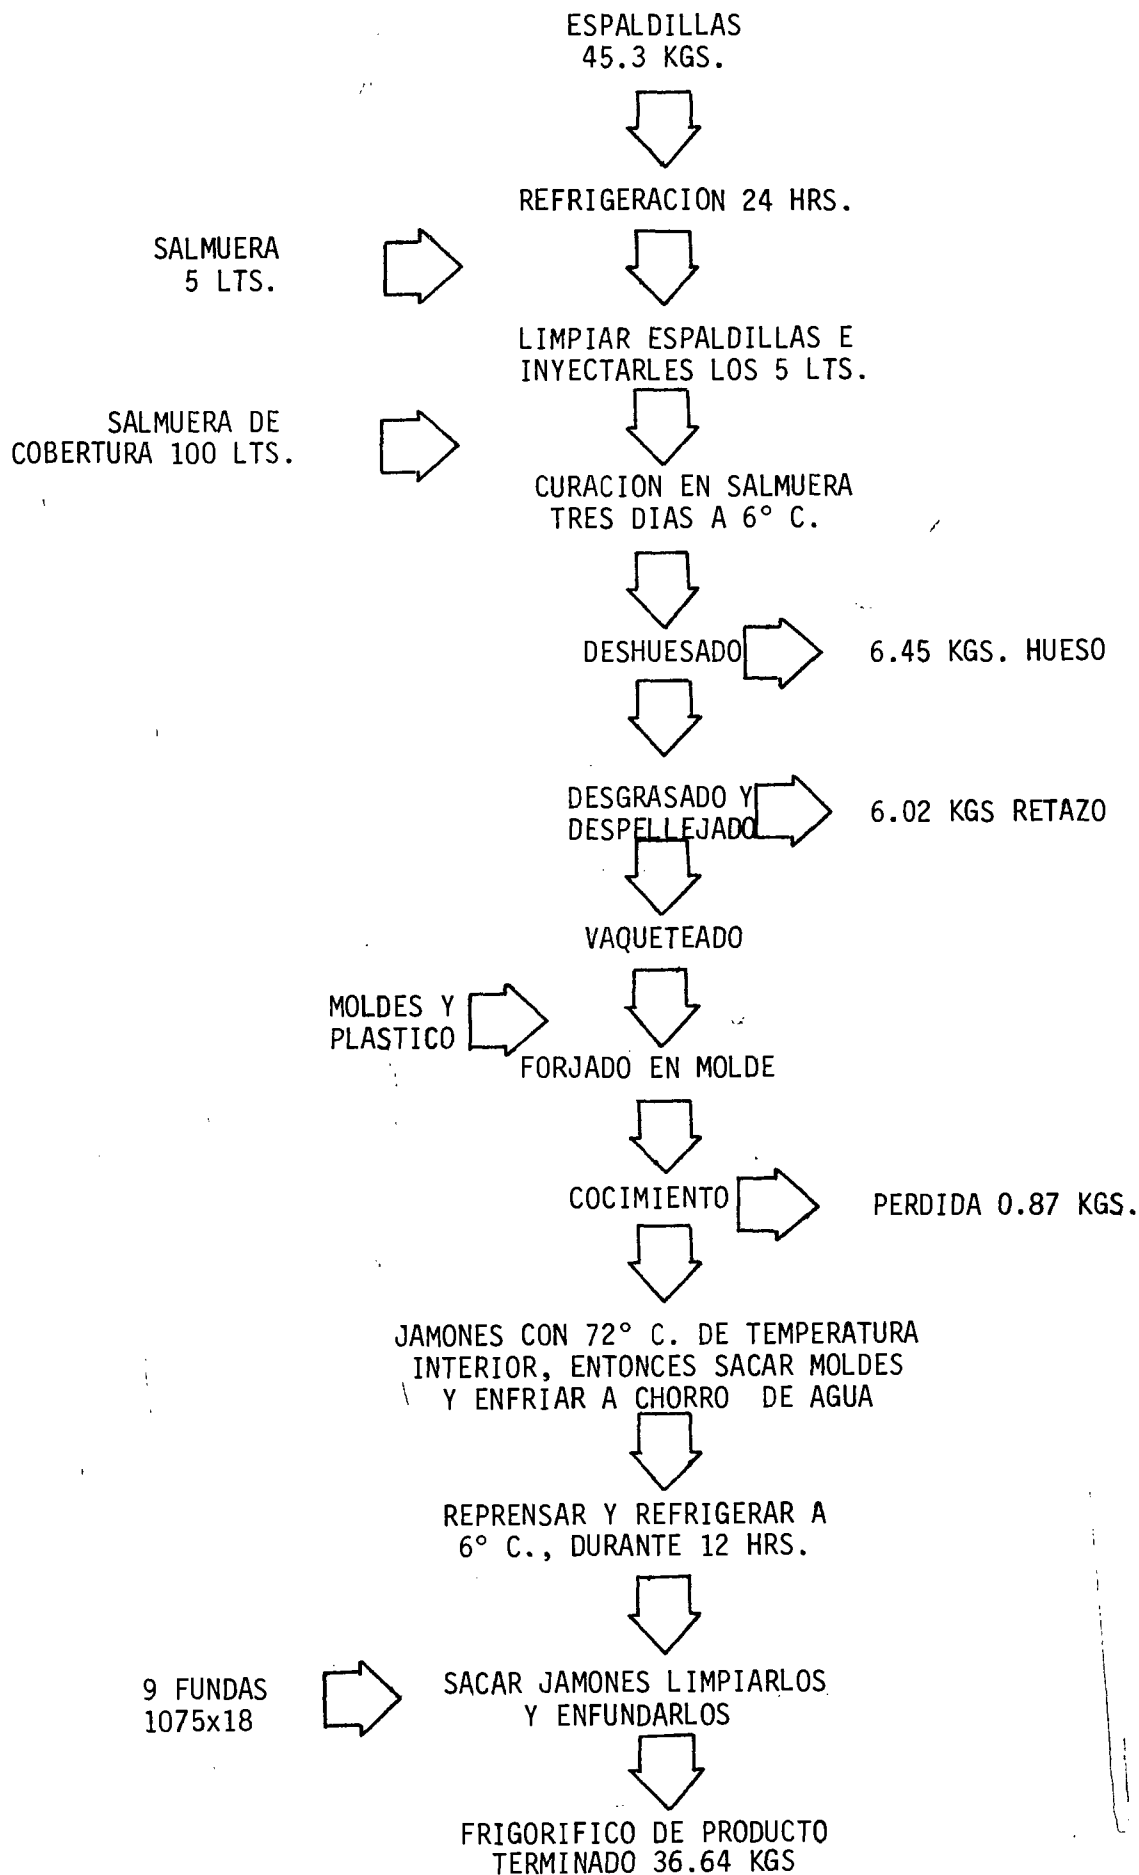 ESPALDILLAS
45.3 KGS.
REFRIGERACION 24 HRS.
SALMUERA
5 LTS.
LIMPIAR ESPALDILLAS E
INYECTARLES LOS 5 LTS.
SALMUERA DE
COBERTURA 100 LTS.
CURACION EN SALMUERA
TRES DIAS A 6° C.
DESHUESADO
6.45 KGS. HUESO
DESGRASADO Y
DESPELLEJADO
6.02 KGS RETAZO
VAQUETEADO
MOLDES Y
PLASTICO
FORJADO EN MOLDE
COCIMIENTO
PERDIDA 0.87 KGS.
JAMONES CON 72° C. DE TEMPERATURA
INTERIOR, ENTONCES SACAR MOLDES
Y ENFRIAR A CHORRO DE AGUA
REPRENSAR Y REFRIGERAR A
6° C., DURANTE 12 HRS.
9 FUNDAS
1075x18
SACAR JAMONES LIMPIARLOS
Y ENFUNDARLOS
FRIGORIFICO DE PRODUCTO
TERMINADO 36.64 KGS